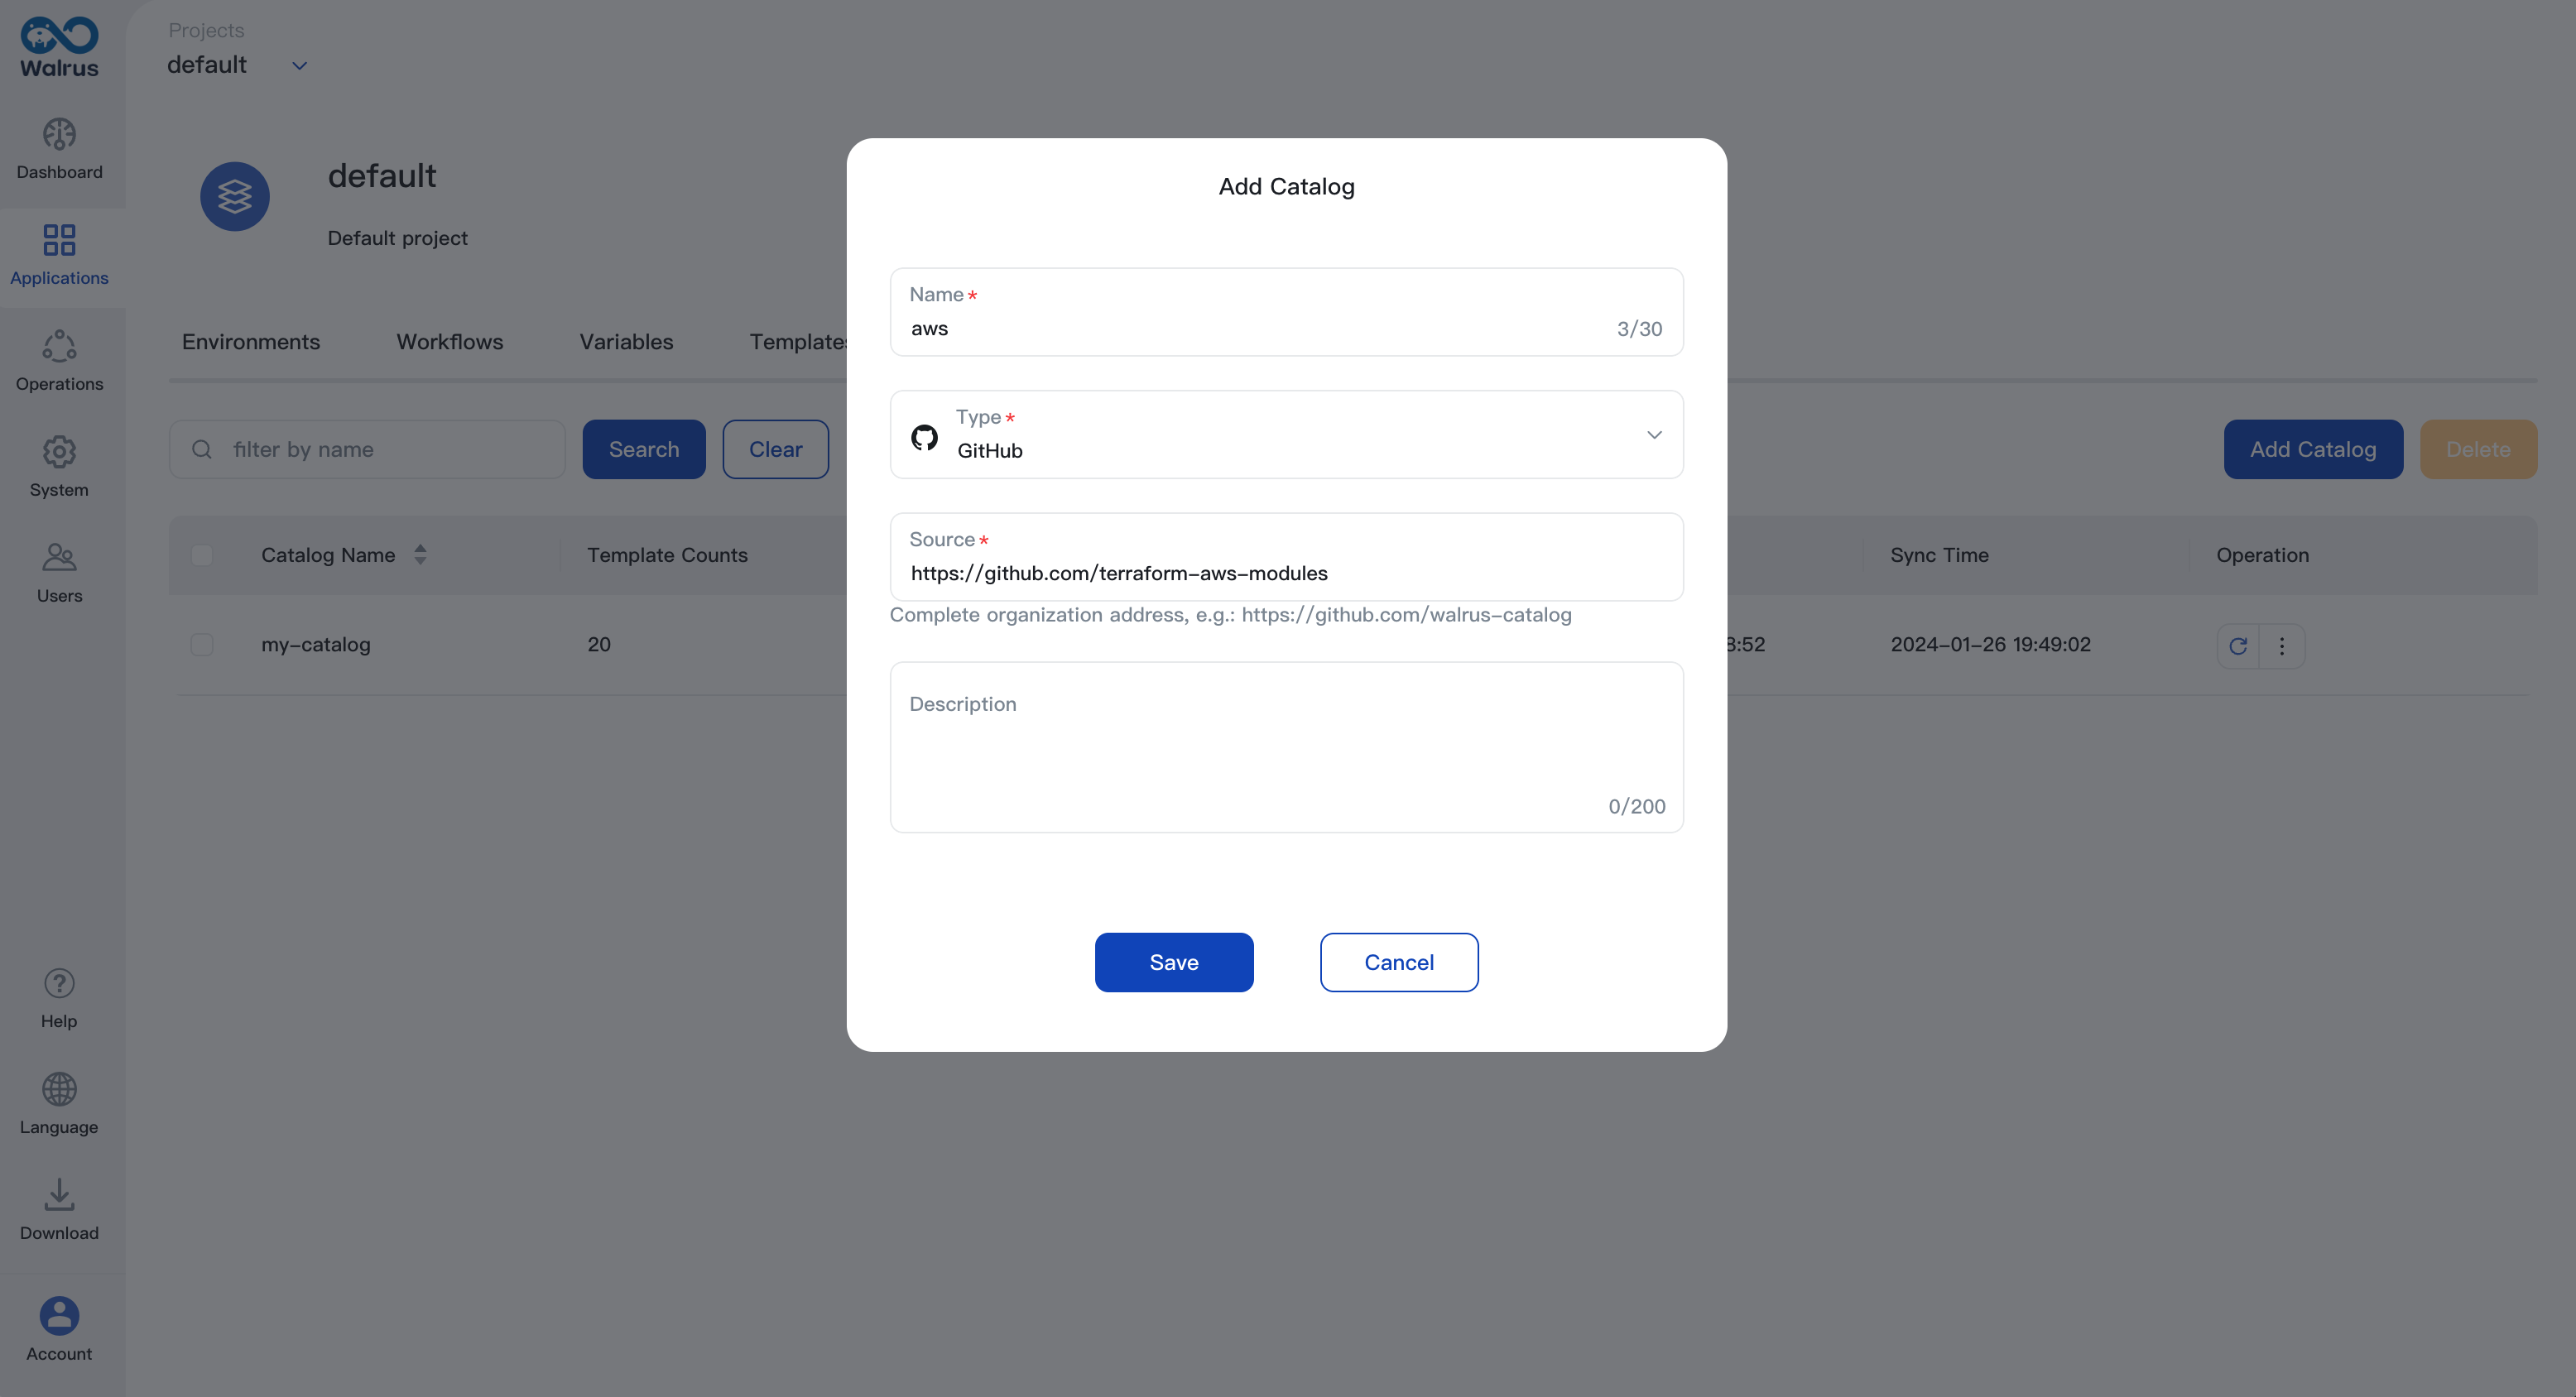 Walrus
Dashboard
Applications
Operations
System
Users
Help
Language
Download
Account
Projects
default
default
Default project
Environments
Workflows
Variables
Templates
filter by name
Search
Clear
Add Catalog
Delete
Catalog Name
Template Counts
Sync Time
Operation
my-catalog
20
8:52
2024-01-26 19:49:02
Add Catalog
Name*
aws
3/30
Type*
GitHub
Source*
https://github.com/terraform-aws-modules
Complete organization address, e.g.: https://github.com/walrus-catalog
Description
0/200
Save
Cancel